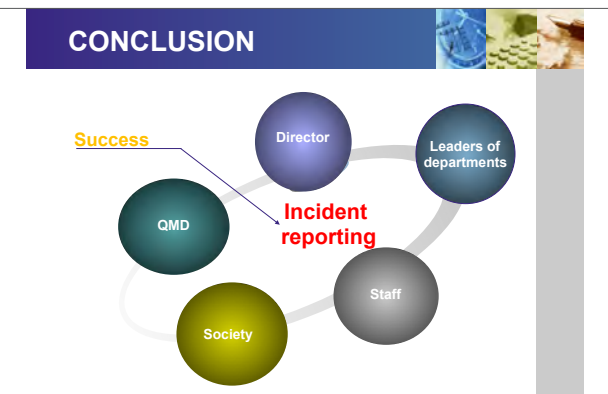 CONCLUSION
Success
Director
Leaders of
departments
Incident
reporting
QMD
Staff
Society